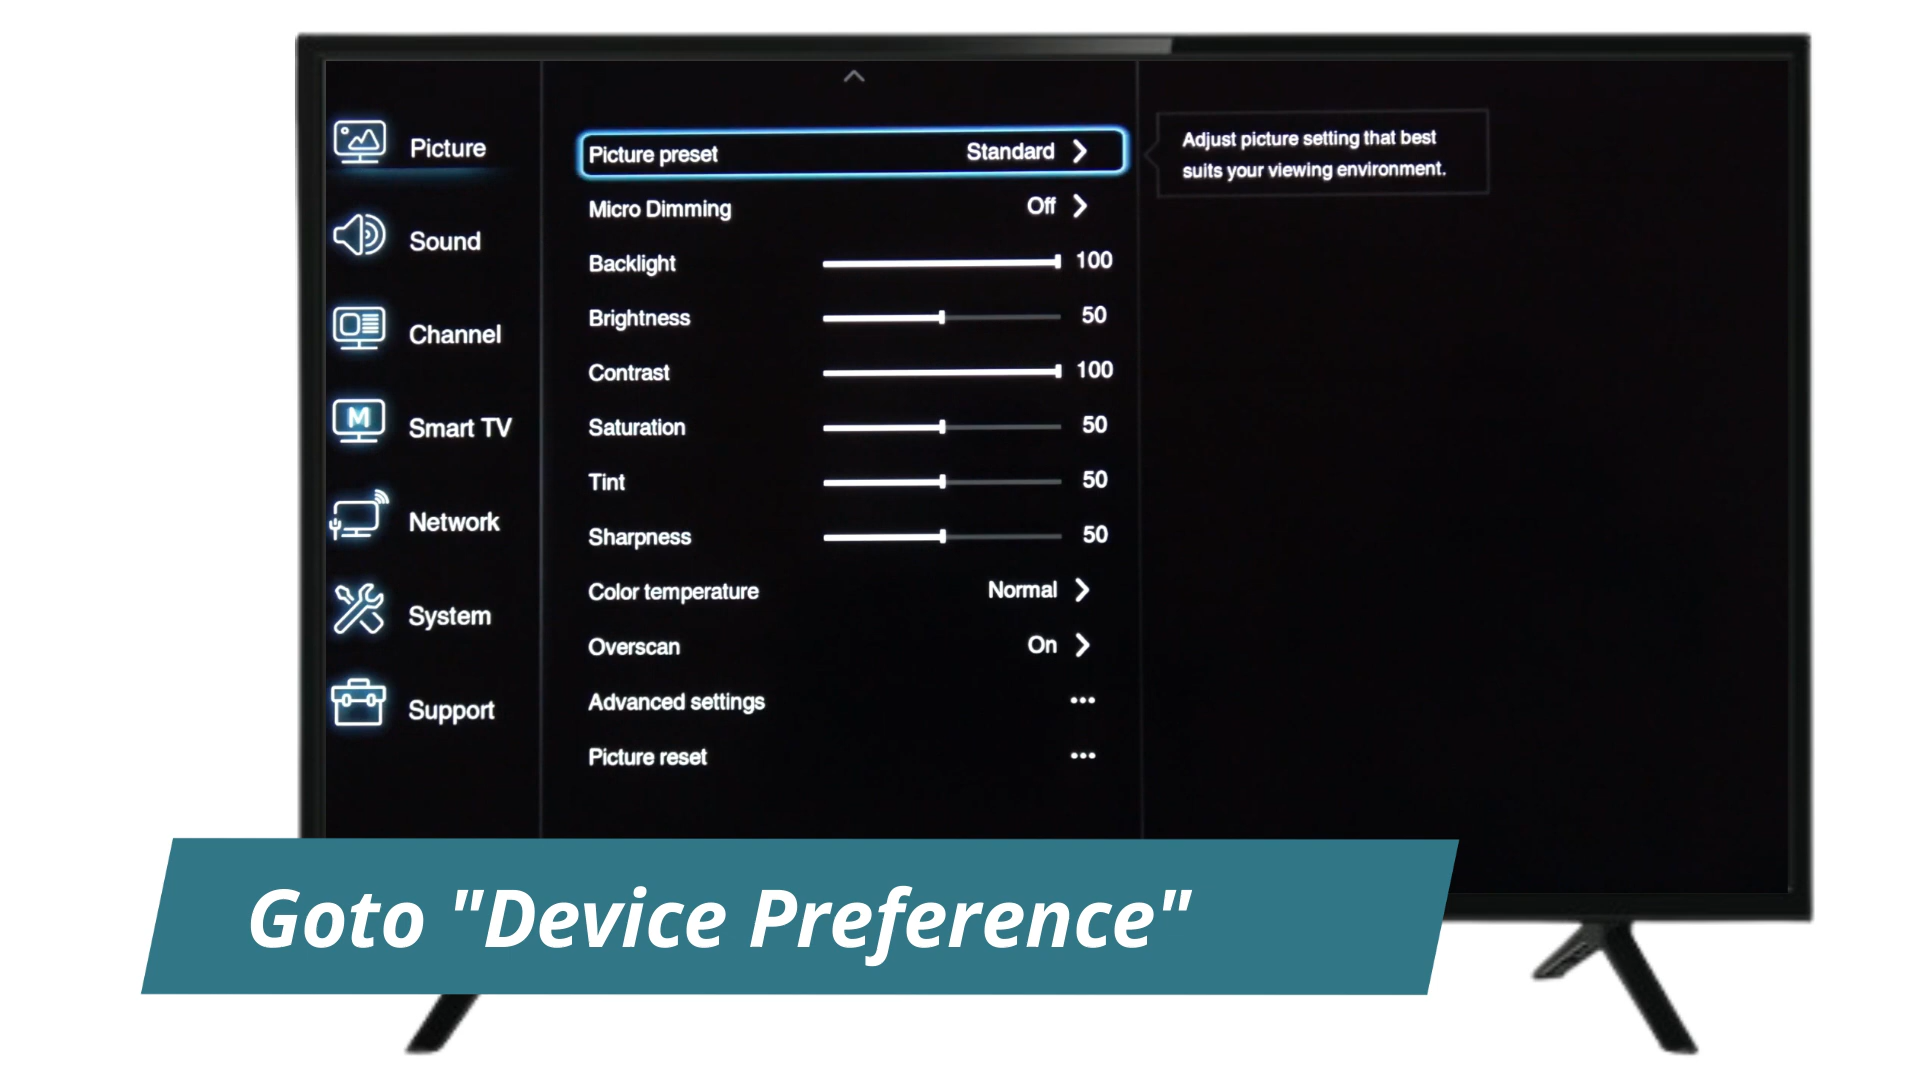 Picture
Sound
Channel
M
Smart TV
Network
System
Support
Picture preset Standard
Micro Dimming Off
Backlight 100
Brightness 50
Contrast 100
Saturation 50
Tint 50
Sharpness 50
Color temperature Normal
Overscan On
Advanced settings ...
Picture reset ...
Adjust picture setting that best
suits your viewing environment.
Goto "Device Preference"